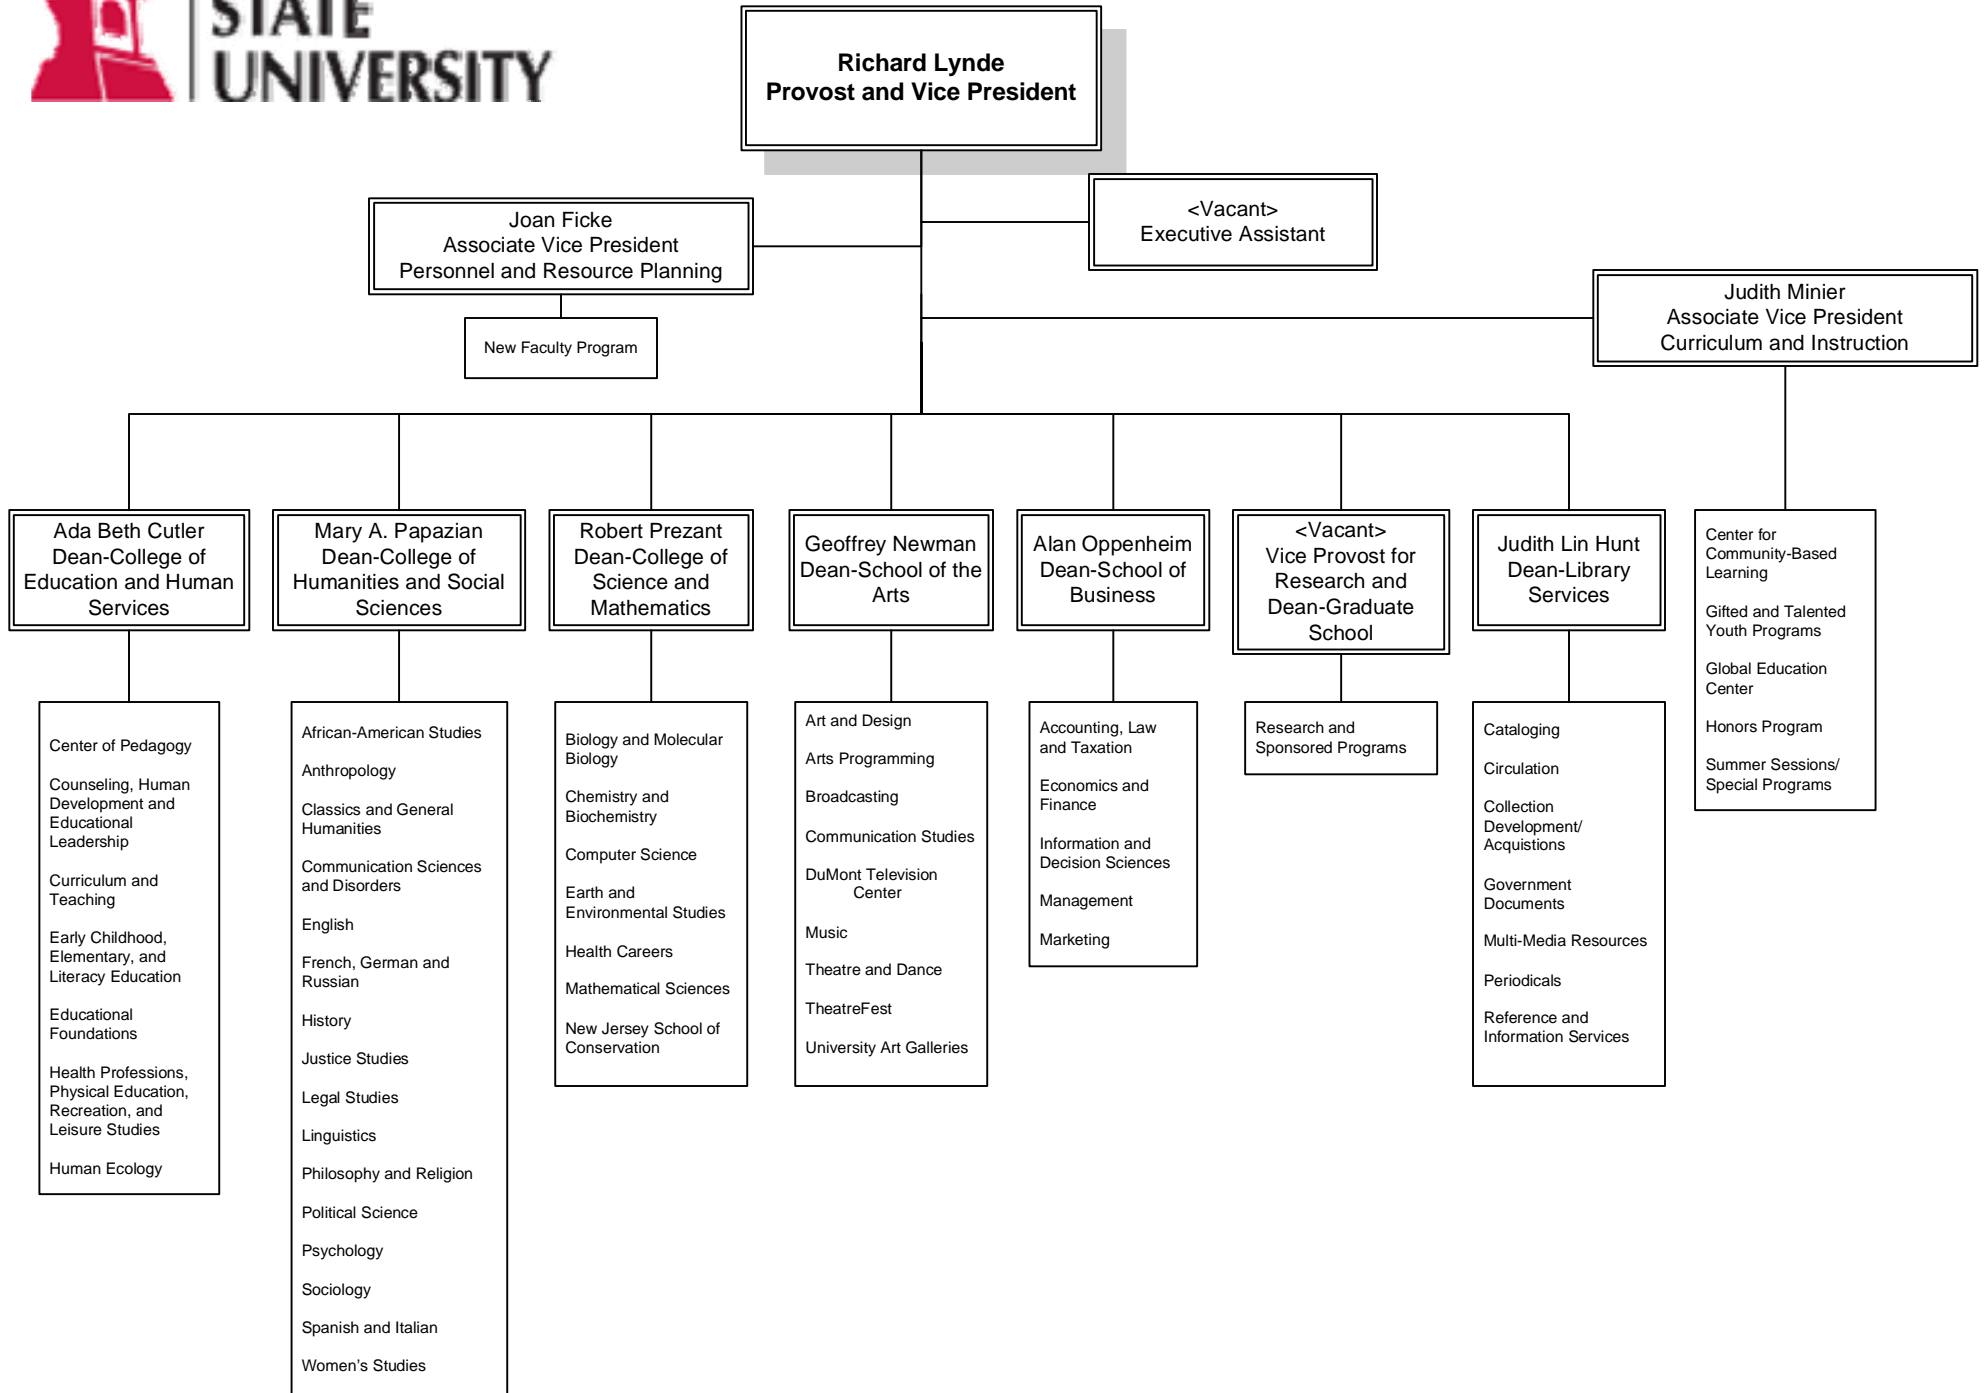 STATE
UNIVERSITY
Richard Lynde
Provost and Vice President
Joan Ficke
Associate Vice President
Personnel and Resource Planning
<Vacant>
Executive Assistant
Judith Minier
Associate Vice President
Curriculum and Instruction
New Faculty Program
Ada Beth Cutler
Dean-College of
Education and Human
Services
Mary A. Papazian
Dean-College of
Humanities and Social
Sciences
Robert Prezant
Dean-College of
Science and
Mathematics
Geoffrey Newman
Dean-School of the
Arts
Alan Oppenheim
Dean-School of
Business
<Vacant>
Vice Provost for
Research and
Dean-Graduate
School
Judith Lin Hunt
Dean-Library
Services
Center for
Community-Based
Learning
Gifted and Talented
Youth Programs
Global Education
Center
Honors Program
Summer Sessions/
Special Programs
Center of Pedagogy
Counseling, Human
Development and
Educational
Leadership
Curriculum and
Teaching
Early Childhood,
Elementary, and
Literacy Education
Educational
Foundations
Health Professions,
Physical Education,
Recreation, and
Leisure Studies
Human Ecology
African-American Studies
Anthropology
Classics and General
Humanities
Communication Sciences
and Disorders
English
French, German and
Russian
History
Justice Studies
Legal Studies
Linguistics
Philosophy and Religion
Political Science
Psychology
Sociology
Spanish and Italian
Women's Studies
Biology and Molecular
Biology
Chemistry and
Biochemistry
Computer Science
Earth and
Environmental Studies
Health Careers
Mathematical Sciences
New Jersey School of
Conservation
Art and Design
Arts Programming
Broadcasting
Communication Studies
DuMont Television
Center
Music
Theatre and Dance
TheatreFest
University Art Galleries
Accounting, Law
and Taxation
Economics and
Finance
Information and
Decision Sciences
Management
Marketing
Research and
Sponsored Programs
Cataloging
Circulation
Collection
Development/
Acquistions
Government
Documents
Multi-Media Resources
Periodicals
Reference and
Information Services